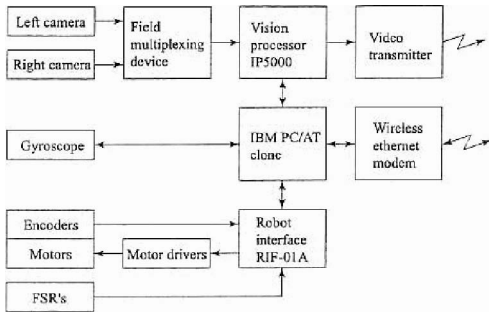 Left camera
Right camera
Field
multiplexing
device
Vision
processor
IP5000
Video
transmitter
Gyroscope
IBM PC/AT
clone
Wireless
ethernet
modem
Encoders
Motors
Motor drivers
Robot
interface
RIF-01A
FSR's